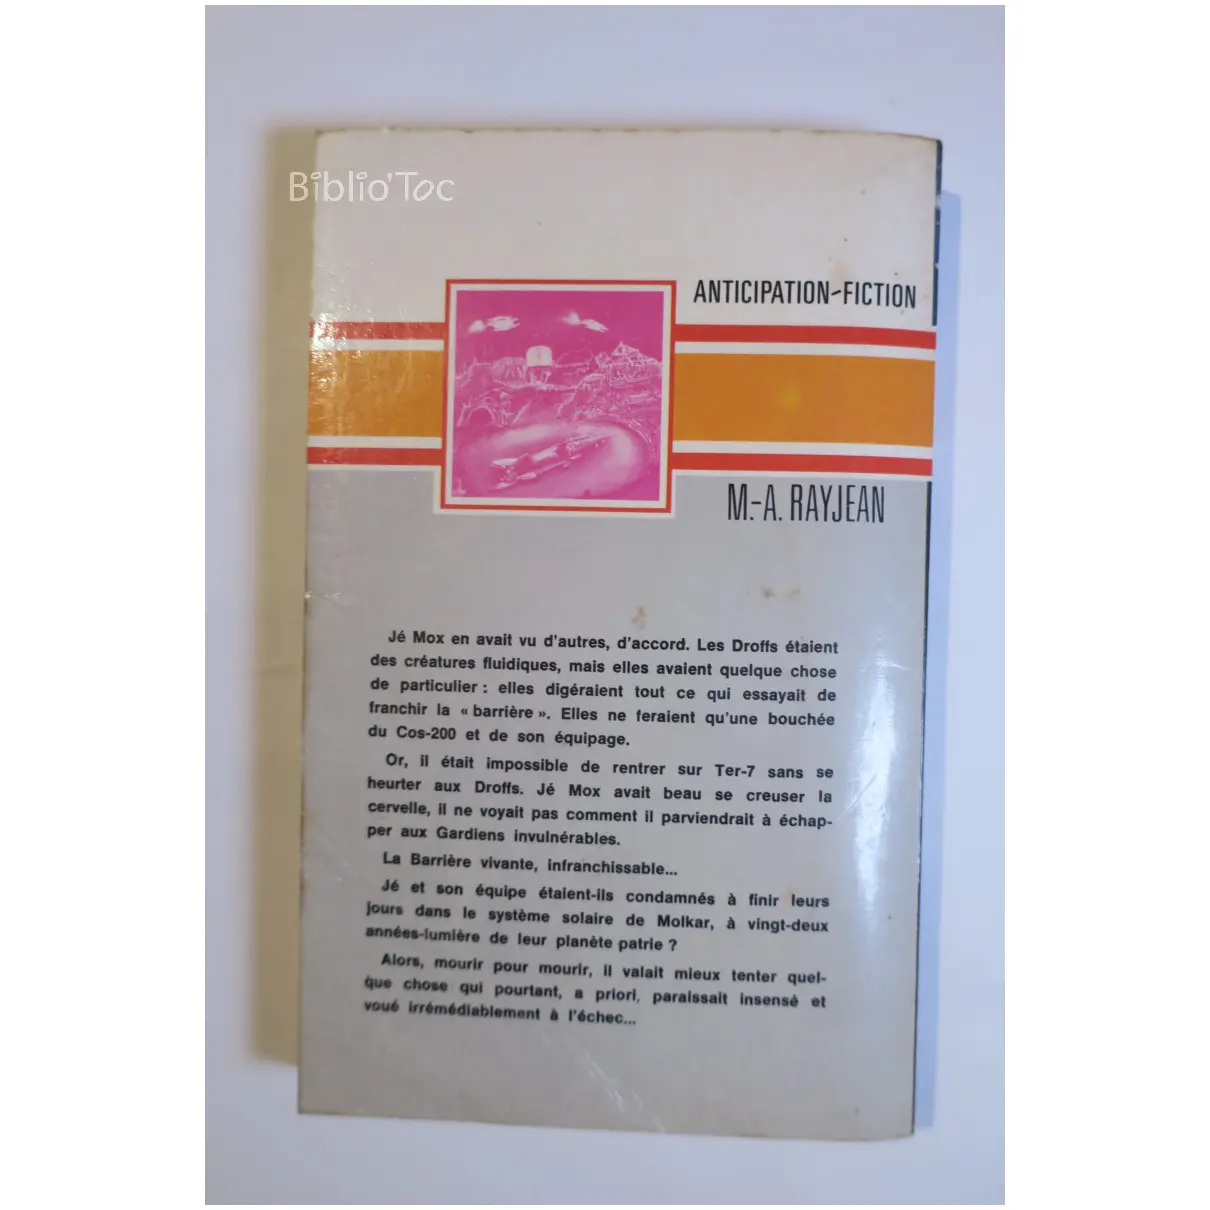 Biblio'Toc
ANTICIPATION-FICTION
M.-A. RAYJEAN
Jé Mox en avait vu d'autres, d'accord. Les Droffs étaient
des créatures fluidiques, mais elles avaient quelque chose
de particulier : elles digéraient tout ce qui essayait de
franchir la « barrière ». Elles ne feraient qu'une bouchée
du Cos-200 et de son équipage.
Or, il était impossible de rentrer sur Ter-7 sans se
heurter aux Droffs. Jé Mox avait beau se creuser la
cervelle, il ne voyait pas comment il parviendrait à échap-
per aux Gardiens invulnérables.
La Barrière vivante, infranchissable...
Jé et son équipe étaient-ils condamnés à finir leurs
jours dans le système solaire de Molkar, à vingt-deux
années-lumière de leur planète patrie ?
Alors, mourir pour mourir, il valait mieux tenter quel-
que chose qui pourtant, a priori, paraissait insensé et
voué irrémédiablement à l'échec...